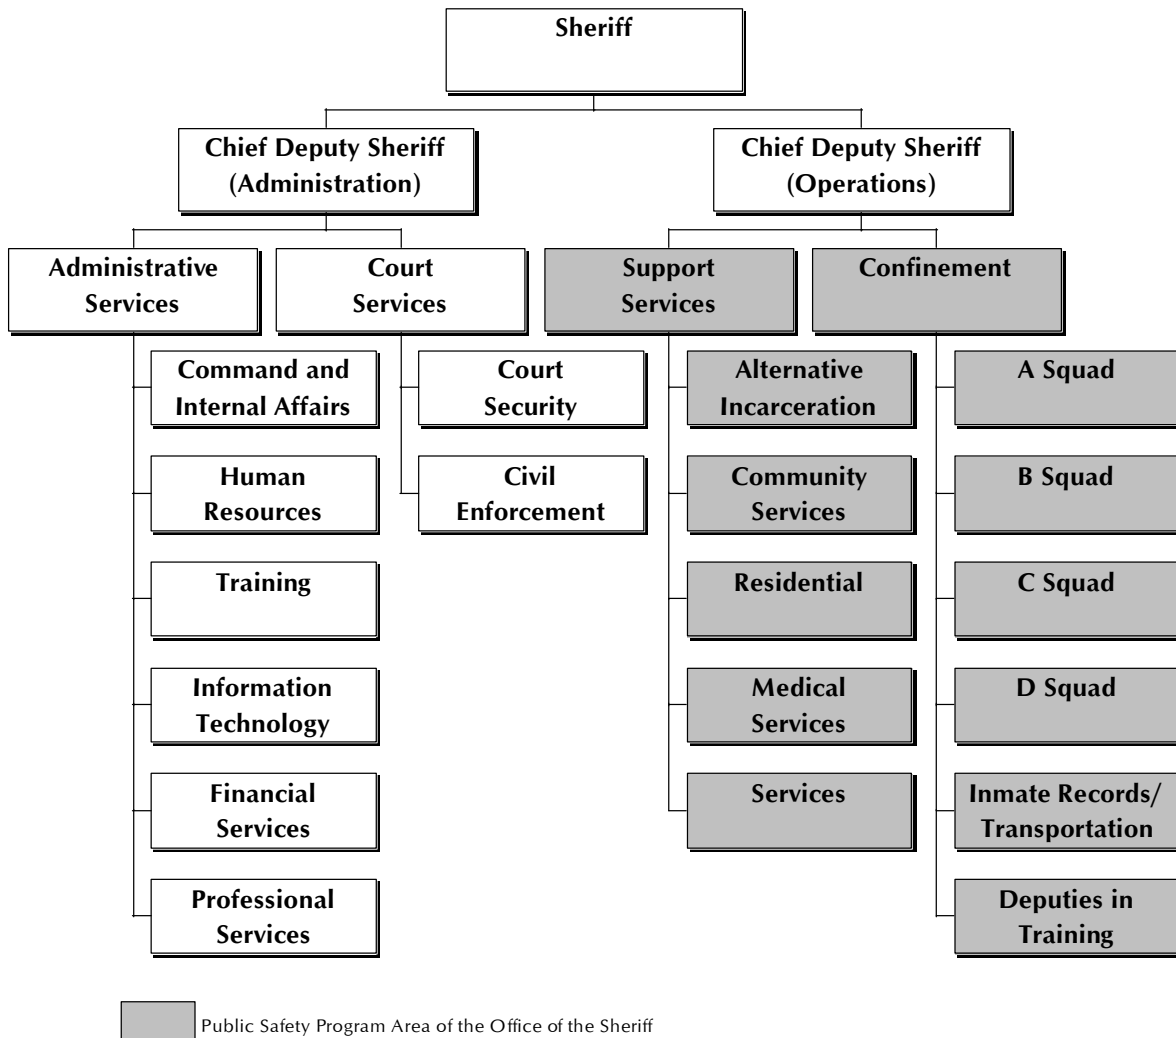 Sheriff
Chief Deputy Sheriff
(Administration)
Chief Deputy Sheriff
(Operations)
Administrative
Services
Court
Services
Support
Services
Confinement
Command and
Internal Affairs
Human
Resources
Training
Information
Technology
Financial
Services
Professional
Services
Court
Security
Civil
Enforcement
Alternative
Incarceration
Community
Services
Residential
Medical
Services
Services
A Squad
B Squad
C Squad
D Squad
Inmate Records/
Transportation
Deputies in
Training
Public Safety Program Area of the Office of the Sheriff